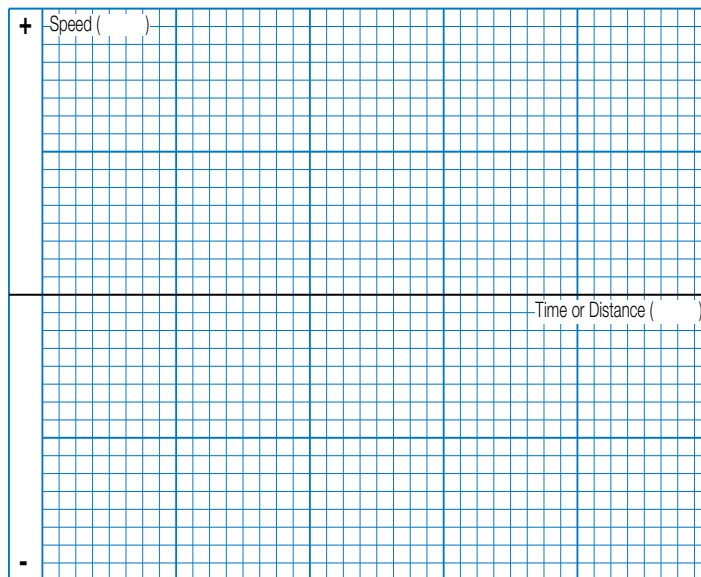 + Speed ( )
Time or Distance ( )
-